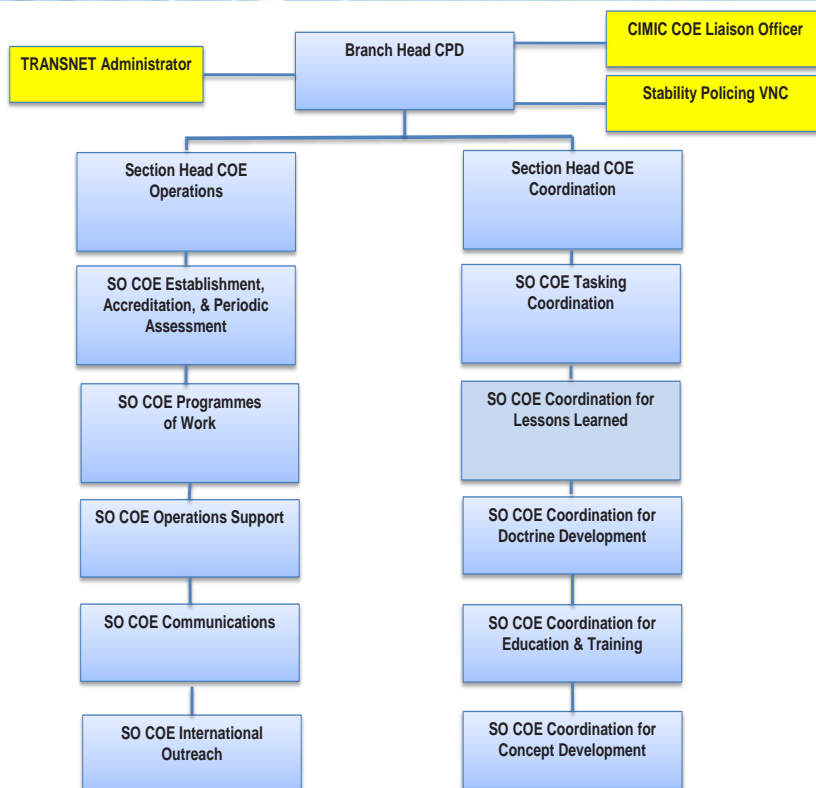 CIMIC COE Liaison Officer
Branch Head CPD
TRANSNET Administrator
Stability Policing VNC
Section Head COE
Operations
Section Head COE
Coordination
SO COE Establishment,
Accreditation, & Periodic
Assessment
SO COE Tasking
Coordination
SO COE Programmes
of Work
SO COE Coordination for
Lessons Learned
SO COE Operations Support
SO COE Coordination for
Doctrine Development
SO COE Communications
SO COE Coordination for
Education & Training
SO COE International
Outreach
SO COE Coordination for
Concept Development